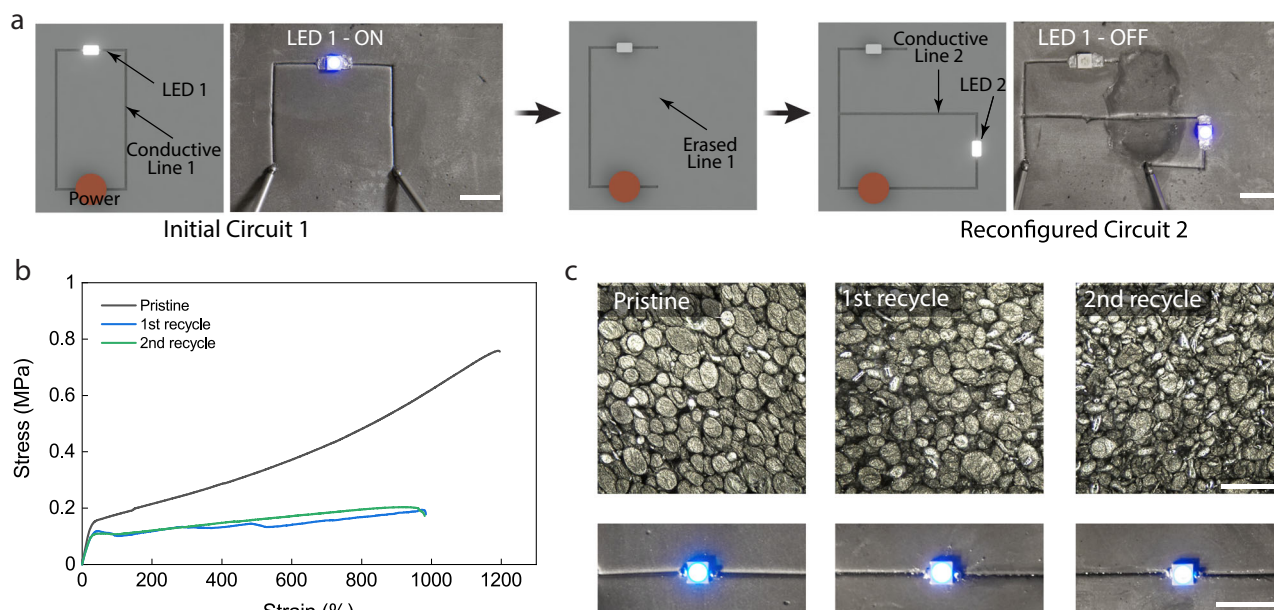 a
LED 1
Conductive
Line 1
Power
LED 1 - ON
Initial Circuit 1
Erased
Line 1
Conductive
Line 2
LED 2
LED 1 - OFF
Reconfigured Circuit 2
b
Stress (MPa)
1
0.8
0.6
0.4
0.2
0.0
Pristine
1st recycle
2nd recycle
0
200
400
600
800
1000
1200
Strain (%)
c
Pristine
1st recycle
2nd recycle